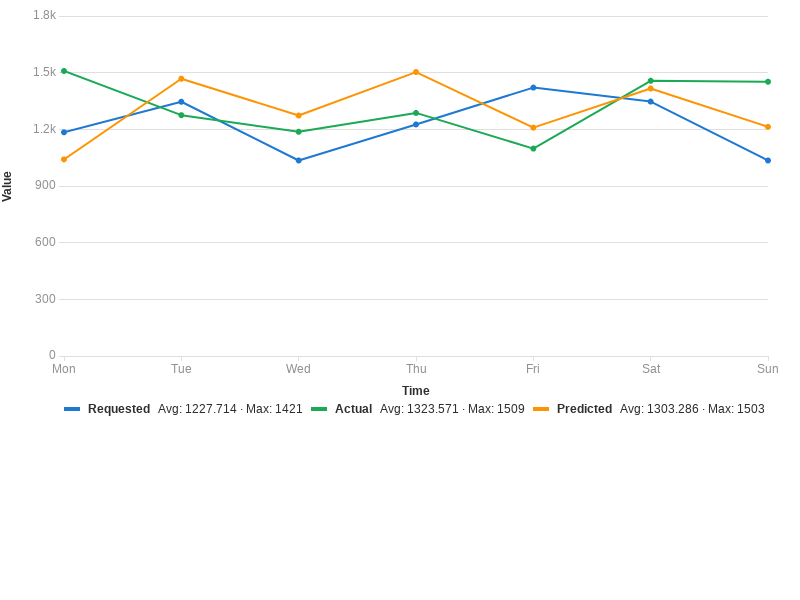 1.8k
1.5k
1.2k
900
600
300
0
Value
Mon Tue Wed Thu Fri Sat Sun
Time
Requested Avg: 1227.714 · Max: 1421 Actual Avg: 1323.571 · Max: 1509 Predicted Avg: 1303.286 · Max: 1503